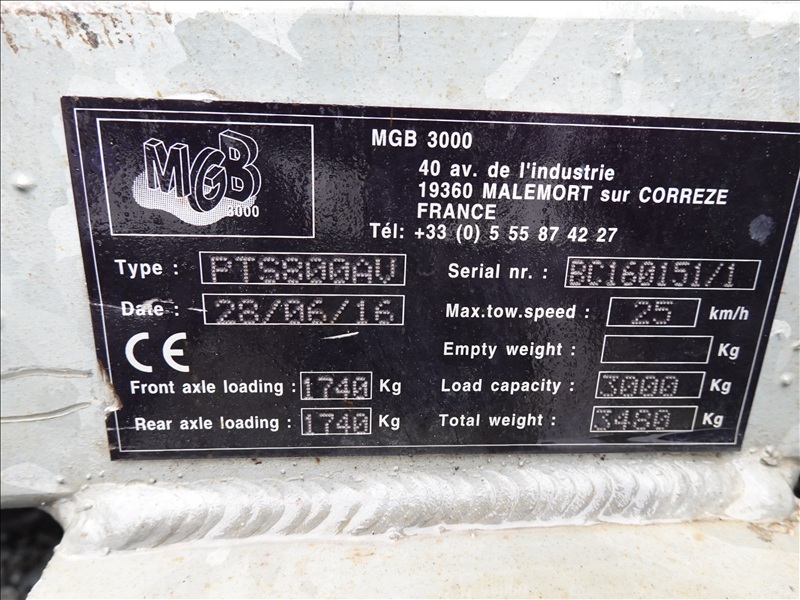 MGB
3000
MGB 3000
40 av. de l'industrie
19360 MALEMORT sur CORREZE
FRANCE
Tél: +33 (0) 5 55 87 42 27
Type : PTS800AV
Serial nr. : BC160151/1
Date : 28/06/16
Max.tow.speed : 25 km/h
CE
Empty weight : Kg
Front axle loading : 1740 Kg
Load capacity : 3000 Kg
Rear axle loading : 1740 Kg
Total weight : 3480 Kg